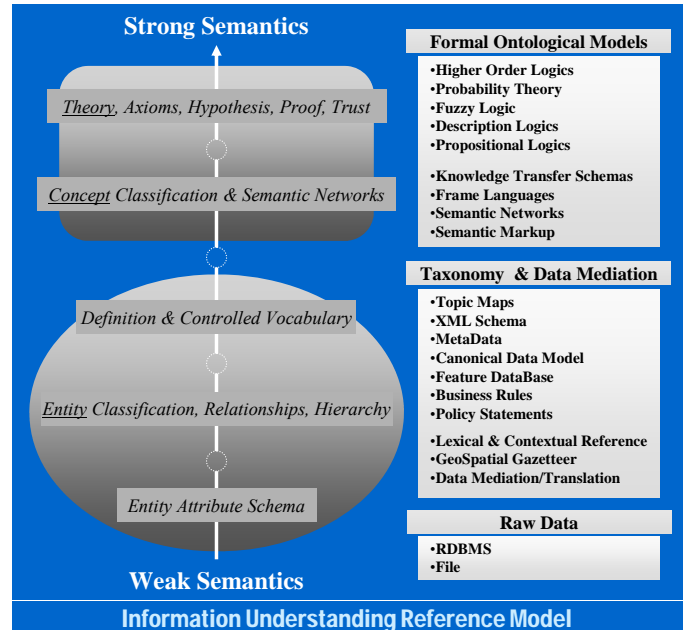 Strong Semantics
Theory, Axioms, Hypothesis, Proof, Trust
Concept Classification & Semantic Networks
Definition & Controlled Vocabulary
Entity Classification, Relationships, Hierarchy
Entity Attribute Schema
Weak Semantics
Formal Ontological Models
•Higher Order Logics
•Probability Theory
•Fuzzy Logic
•Description Logics
•Propositional Logics
•Knowledge Transfer Schemas
•Frame Languages
•Semantic Networks
•Semantic Markup
Taxonomy & Data Mediation
•Topic Maps
•XML Schema
•MetaData
•Canonical Data Model
•Feature DataBase
•Business Rules
•Policy Statements
•Lexical & Contextual Reference
•GeoSpatial Gazetteer
•Data Mediation/Translation
Raw Data
•RDBMS
•File
Information Understanding Reference Model